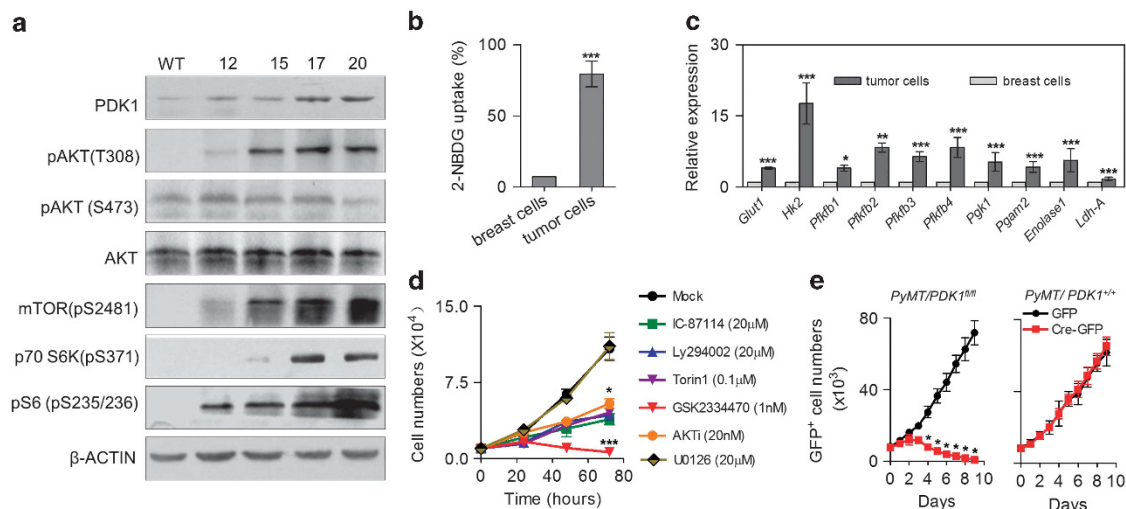 a
WT 12 15 17 20
PDK1
pAKT(T308)
pAKT (S473)
AKT
mTOR(pS2481)
p70 S6K(pS371)
pS6 (pS235/236)
β-ACTIN
b
2-NBDG uptake (%)
100
80
40
0
***
breast cells
tumor cells
c
Relative expression
30
15
0
tumor cells
breast cells
*** *** * ** *** *** *** *** *** ***
Glut1
Hk2
Pfkfb1
Pfkfb2
Pfkfb3
Pfkfb4
Pgk1
Pgam2
Enolase1
Ldh-A
d
Cell numbers (X10⁴)
15.0
7.5
0.0
*
***
0 20 40 60 80
Time (hours)
Mock
IC-87114 (20μM)
Ly294002 (20μM)
Torin1 (0.1μM)
GSK2334470 (1nM)
AKTi (20nM)
U0126 (20μM)
e
PyMT/PDK1fl/fl
PyMT/ PDK1+/+
GFP
Cre-GFP
GFP⁺ cell numbers
(x10³)
80
40
0
* * * * * *
0 2 4 6 8 10
Days
0 2 4 6 8 10
Days